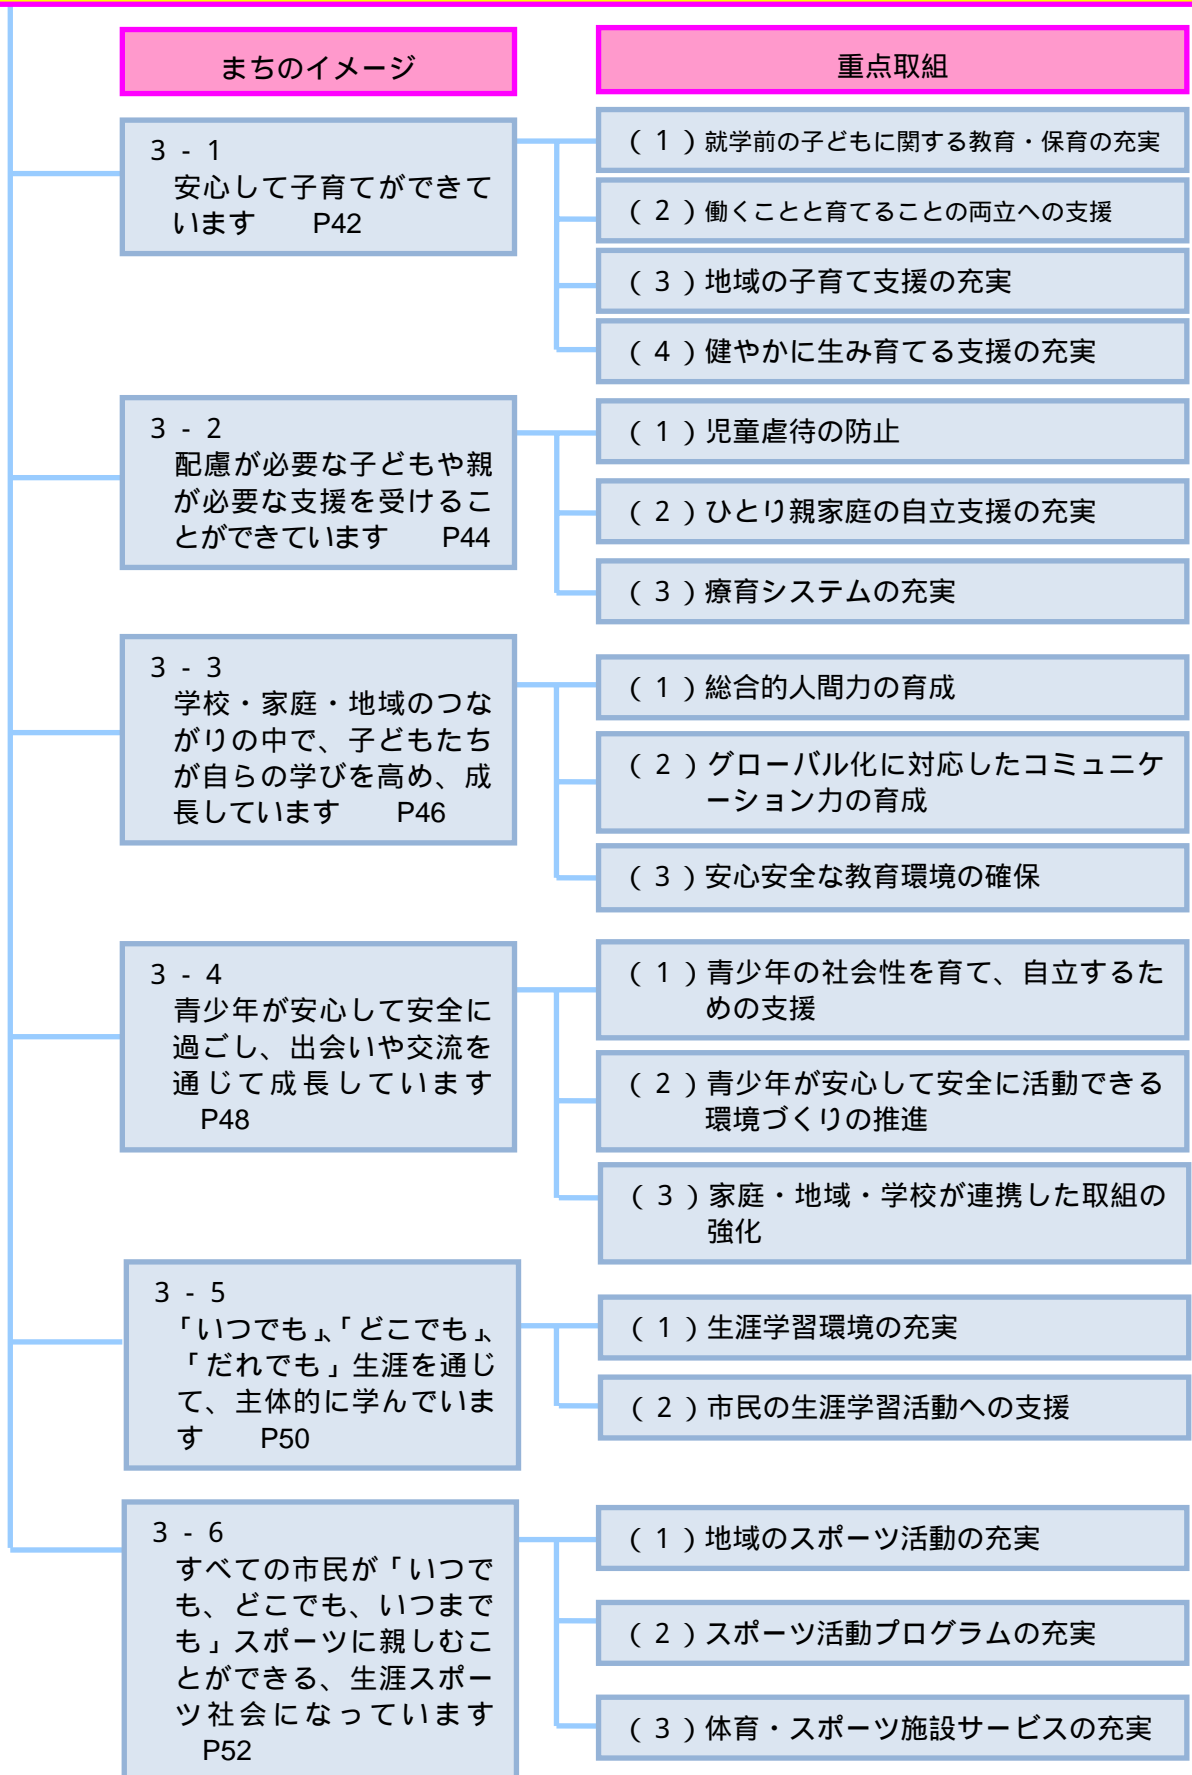 まちのイメージ
重点取組
3 - 1
安心して子育てができて
います　　P42
(1)就学前の子どもに関する教育・保育の充実
(2)働くことと育てることの両立への支援
(3)地域の子育て支援の充実
(4)健やかに生み育てる支援の充実
3 - 2
配慮が必要な子どもや親
が必要な支援を受けるこ
とができています　　P44
(1)児童虐待の防止
(2)ひとり親家庭の自立支援の充実
(3)療育システムの充実
3 - 3
学校・家庭・地域のつな
がりの中で、子どもたち
が自らの学びを高め、成
長しています　　P46
(1)総合的人間力の育成
(2)グローバル化に対応したコミュニケ
ーション力の育成
(3)安心安全な教育環境の確保
3 - 4
青少年が安心して安全に
過ごし、出会いや交流を
通じて成長しています
P48
(1)青少年の社会性を育て、自立するた
めの支援
(2)青少年が安心して安全に活動できる
環境づくりの推進
(3)家庭・地域・学校が連携した取組の
強化
3 - 5
「いつでも」、「どこでも」、
「だれでも」生涯を通じ
て、主体的に学んでいま
す　　P50
(1)生涯学習環境の充実
(2)市民の生涯学習活動への支援
3 - 6
すべての市民が「いつで
も、どこでも、いつまで
も」スポーツに親しむこ
とができる、生涯スポー
ツ社会になっています
P52
(1)地域のスポーツ活動の充実
(2)スポーツ活動プログラムの充実
(3)体育・スポーツ施設サービスの充実